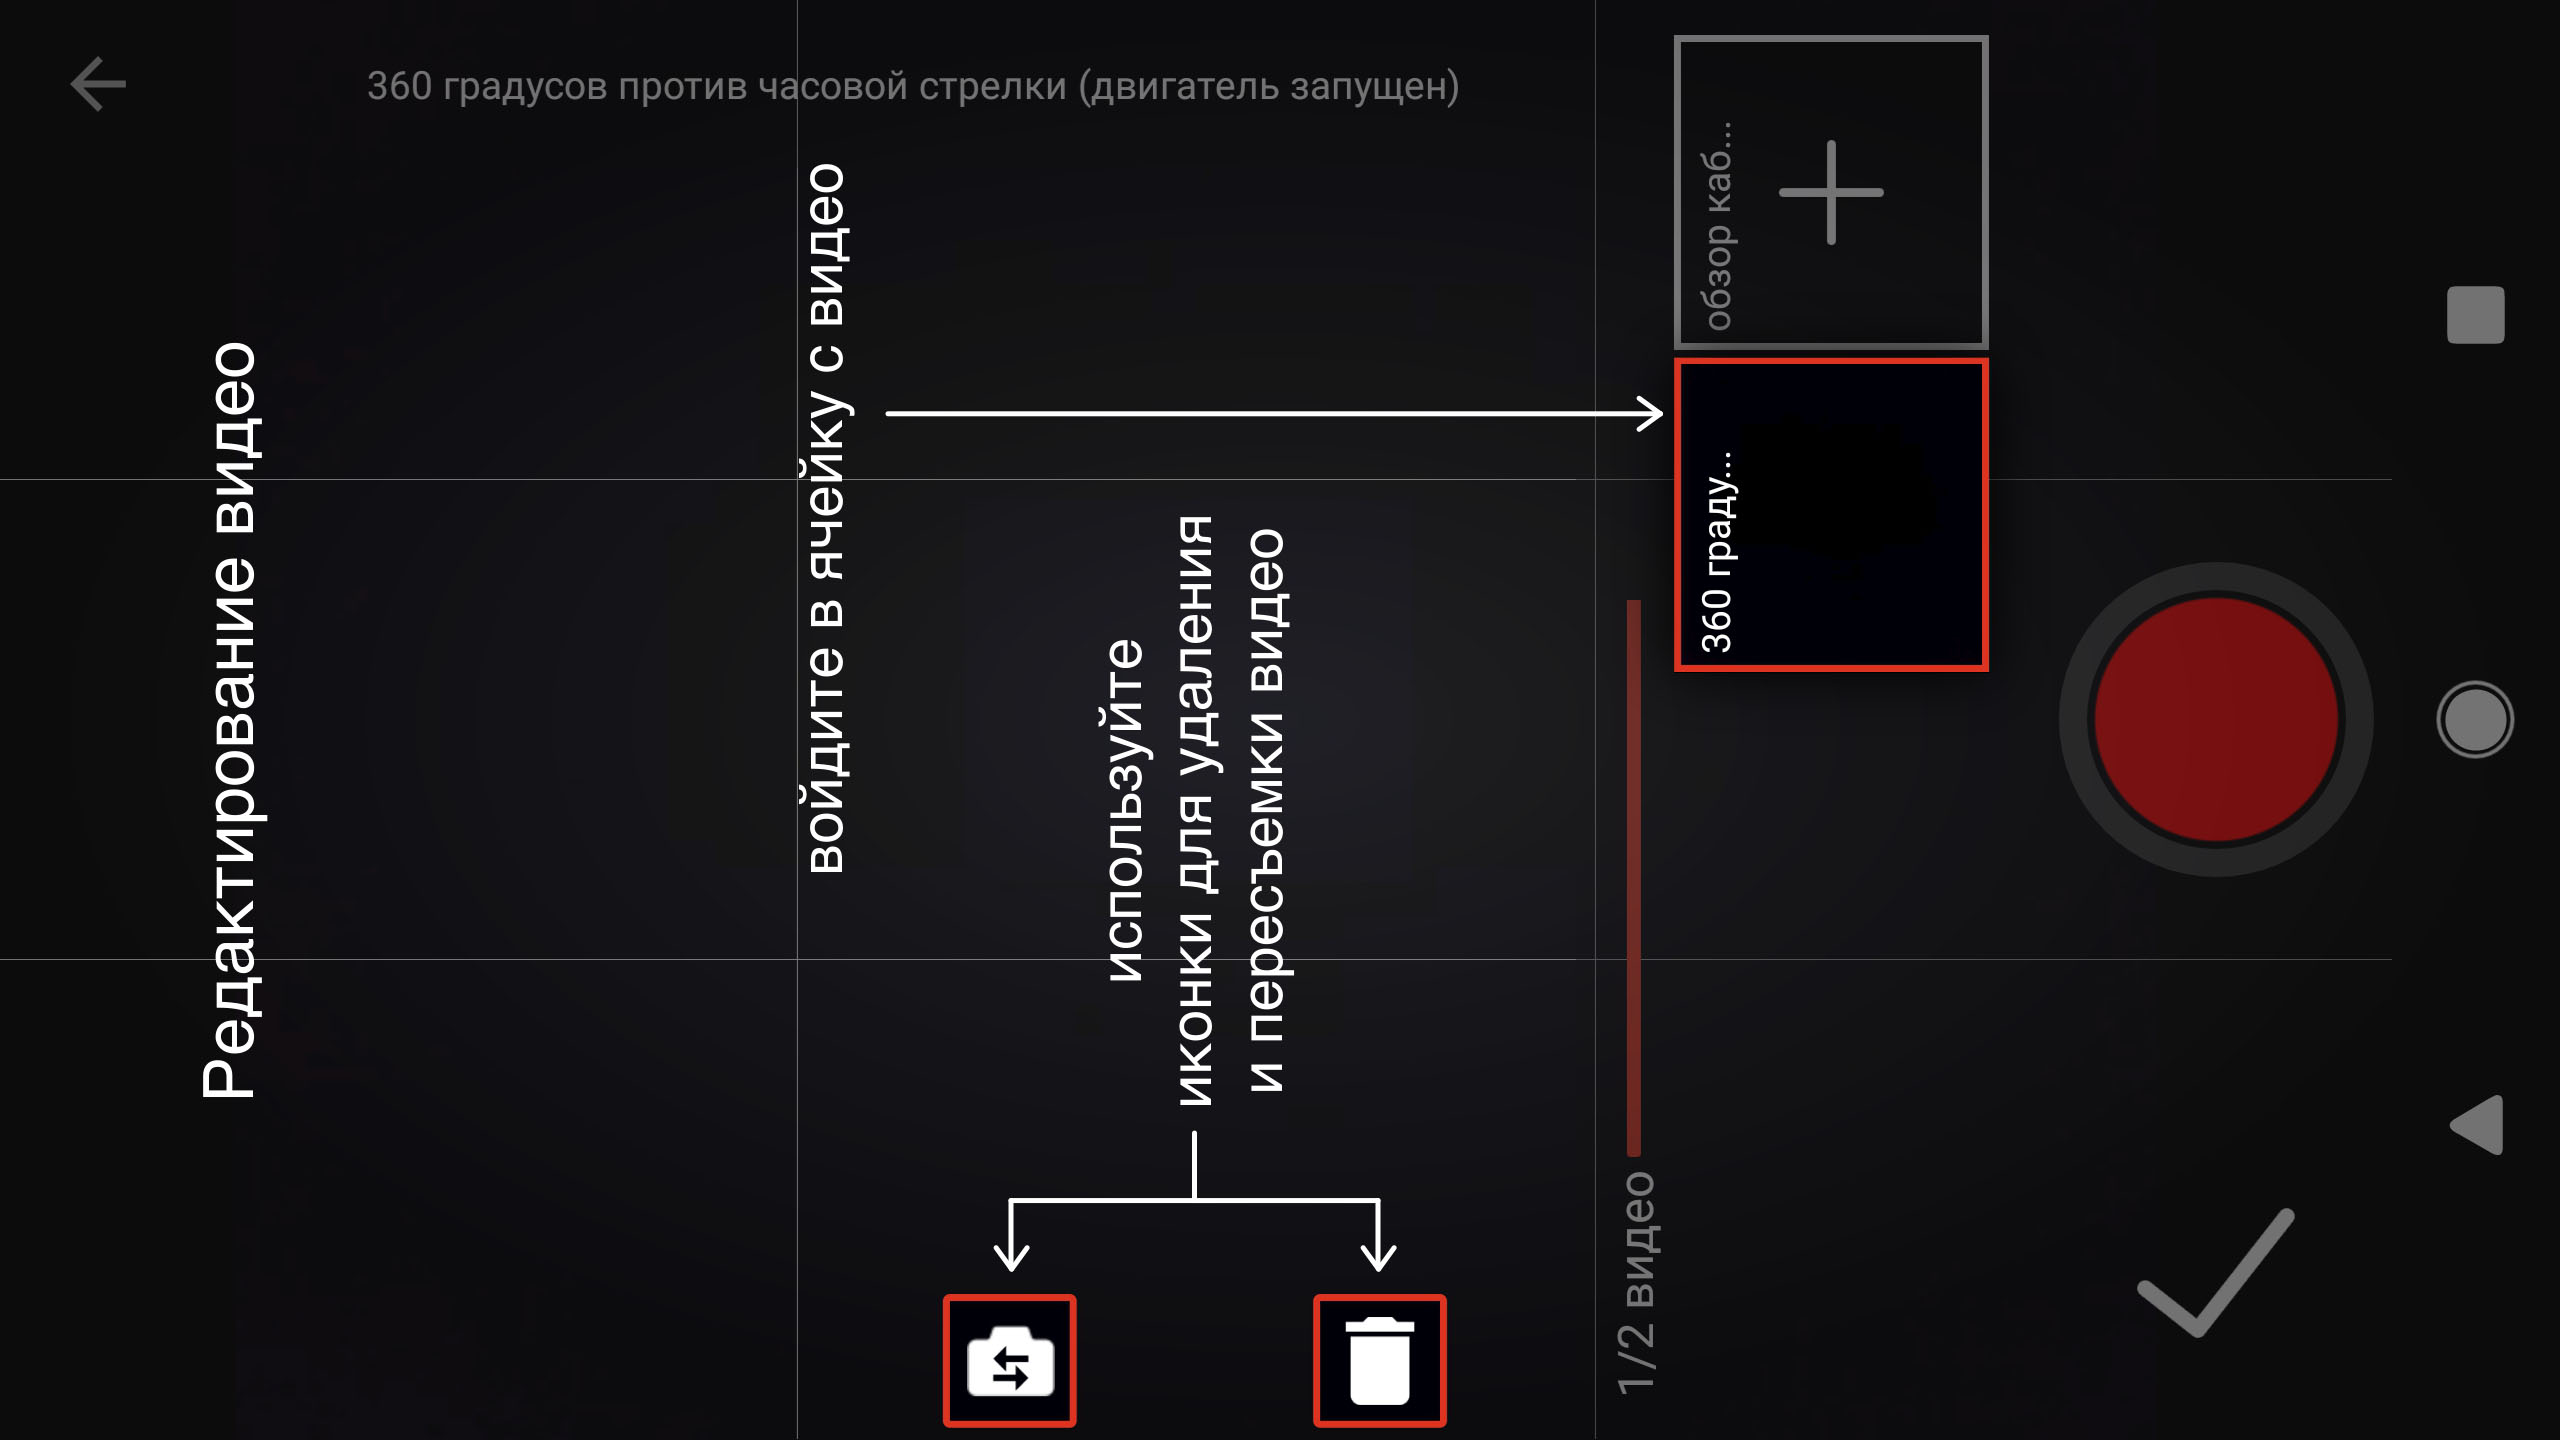 360 градусов против часовой стрелки (двигатель запущен)
Редактирование видео
войдите в ячейку с видео
используйте
иконки для удаления
и пересъемки видео
1/2 видео
360 граду...
обзор каб...